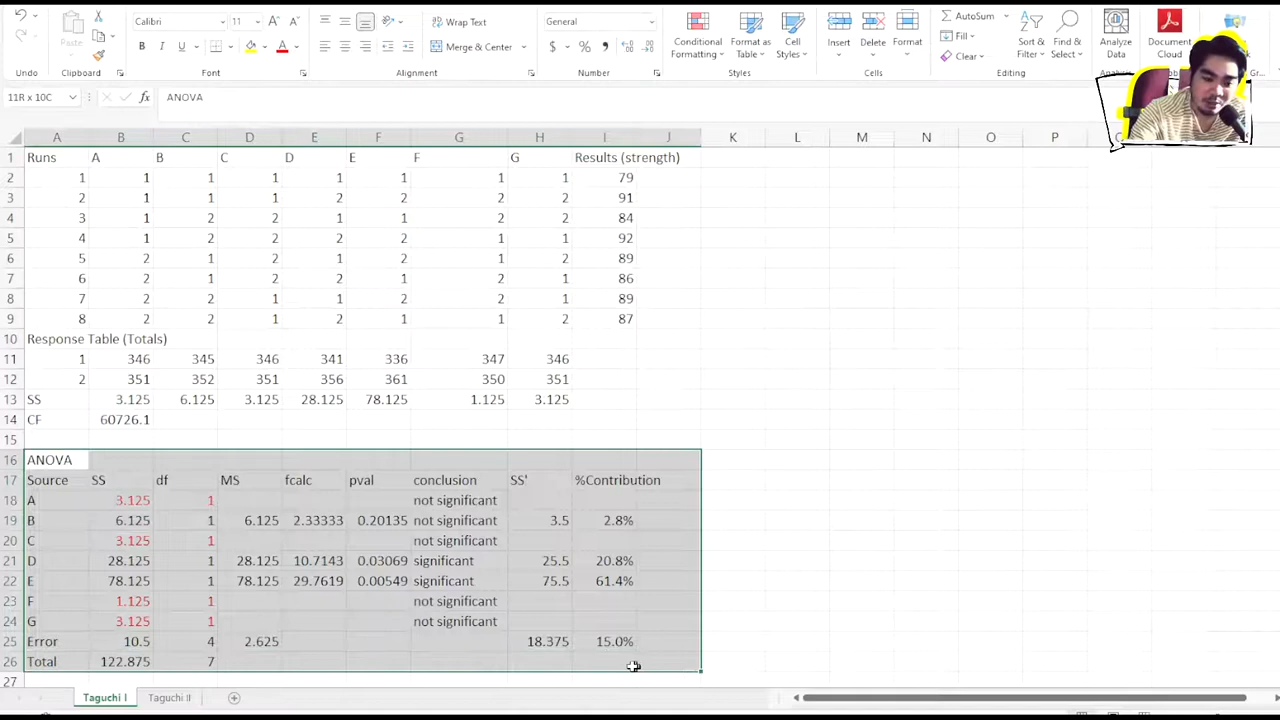 Calibri 11 Wrap Text General AutoSum
Paste Merge & Center Conditional Formatting Format as Table Cell Styles Insert Delete Format Fill Sort & Filter Find & Select Analyze Data Document Cloud
Clear
Undo Clipboard Font Alignment Number Styles Cells Editing
11R x 10C fx ANOVA
A B C D E F G H I J K L M N O P Q R
1 Runs A B C D E F G Results (strength)
2 1 1 1 1 1 1 1 1 79
3 2 1 1 1 2 2 2 2 91
4 3 1 2 2 1 1 2 2 84
5 4 1 2 2 2 2 1 1 92
6 5 2 1 2 1 2 1 2 89
7 6 2 1 2 2 1 2 1 86
8 7 2 2 1 1 2 2 1 89
9 8 2 2 1 2 1 1 2 87
10 Response Table (Totals)
11 1 346 345 346 341 336 347 346
12 2 351 352 351 356 361 350 351
13 SS 3.125 6.125 3.125 28.125 78.125 1.125 3.125
14 CF 60726.1
15
16 ANOVA
17 Source SS df MS fcalc pval conclusion SS' %Contribution
18 A 3.125 1 not significant
19 B 6.125 1 6.125 2.33333 0.20135 not significant 3.5 2.8%
20 C 3.125 1 not significant
21 D 28.125 1 28.125 10.7143 0.03069 significant 25.5 20.8%
22 E 78.125 1 78.125 29.7619 0.00549 significant 75.5 61.4%
23 F 1.125 1 not significant
24 G 3.125 1 not significant
25 Error 10.5 4 2.625 18.375 15.0%
26 Total 122.875 7
27
Taguchi I Taguchi II